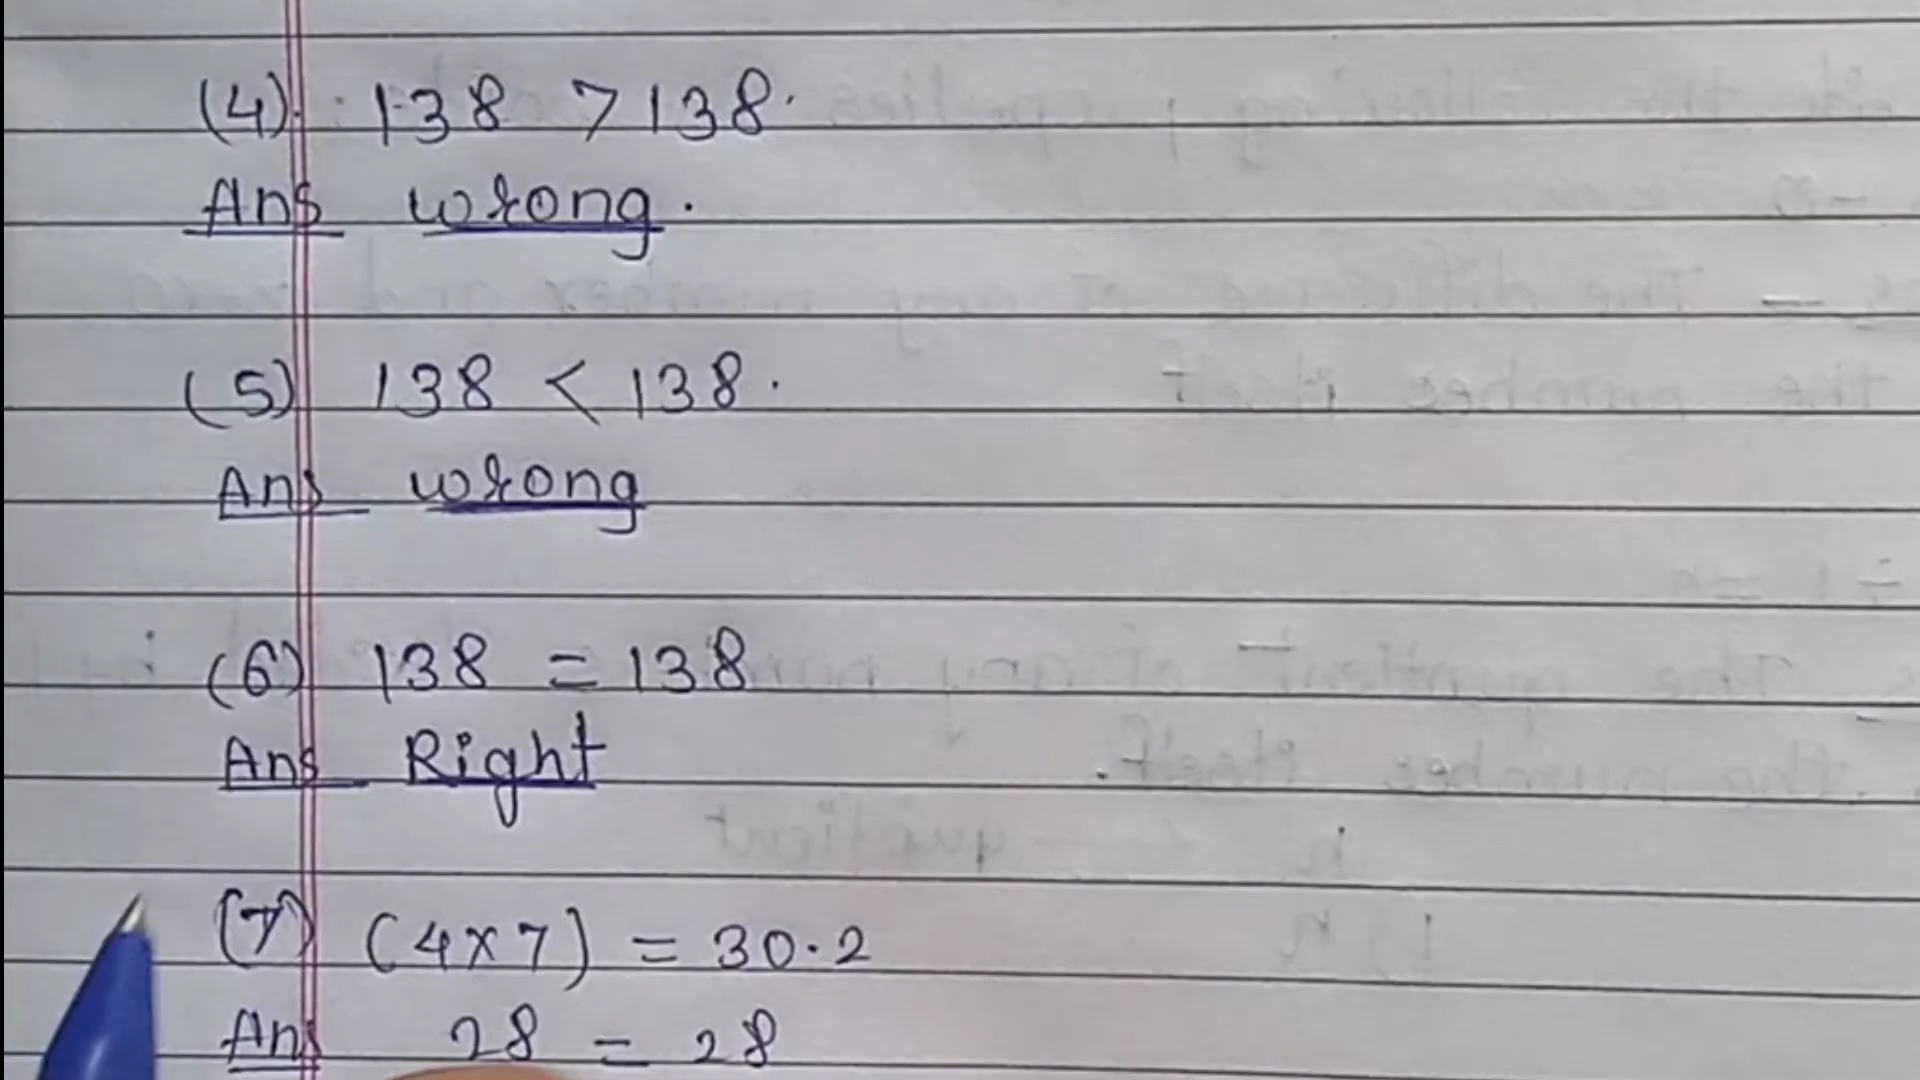 (4). 138 > 138.
Ans wrong.
(5) 138 < 138.
Ans wrong
(6) 138 = 138
Ans Right
(7) (4×7) = 30.2
Ans 28 = 28